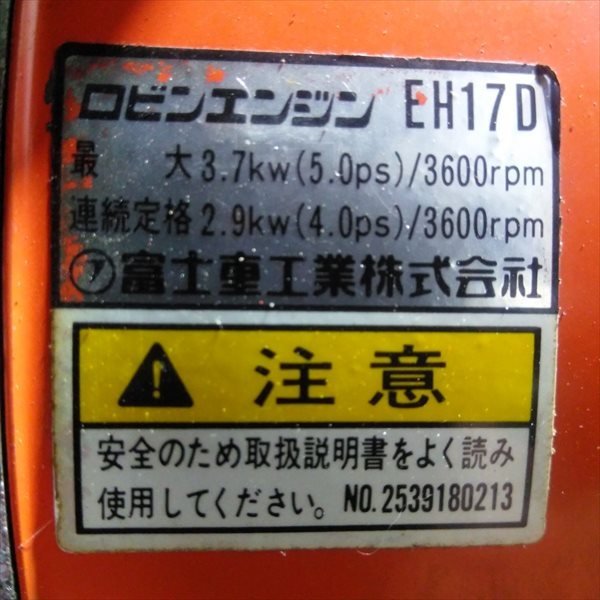 ロビンエンジン EH17D
最 大 3.7kw(5.0ps)/3600rpm
連続定格 2.9kw(4.0ps)/3600rpm
㋐富士重工業株式会社
注意
安全のため取扱説明書をよく読み
使用してください。 NO.2539180213